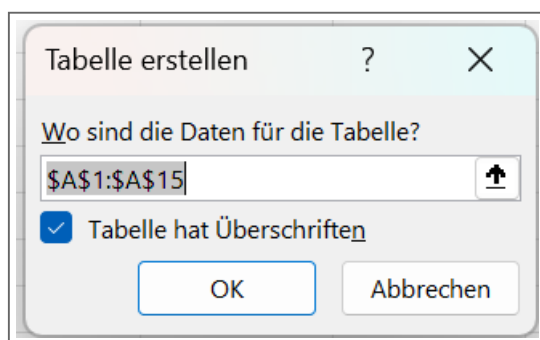 Tabelle erstellen ?
Wo sind die Daten für die Tabelle?
$A$1:$A$15
Tabelle hat Überschriften
OK Abbrechen